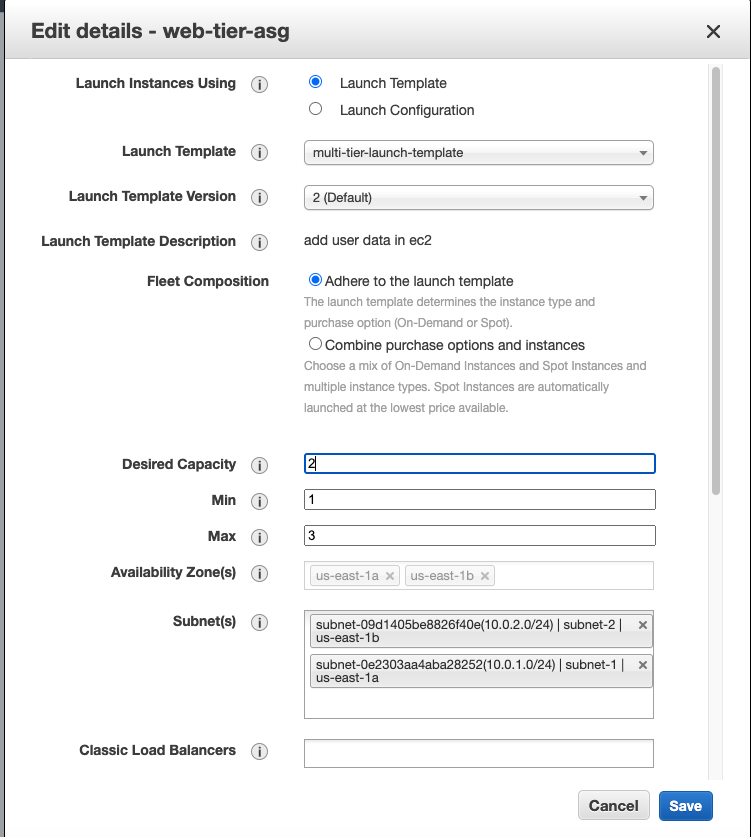 Edit details - web-tier-asg
Launch Instances Using
Launch Template
Launch Configuration
Launch Template
multi-tier-launch-template
Launch Template Version
2 (Default)
Launch Template Description
add user data in ec2
Fleet Composition
Adhere to the launch template
The launch template determines the instance type and
purchase option (On-Demand or Spot).
Combine purchase options and instances
Choose a mix of On-Demand Instances and Spot Instances and
multiple instance types. Spot Instances are automatically
launched at the lowest price available.
Desired Capacity
2
Min
1
Max
3
Availability Zone(s)
us-east-1a
us-east-1b
Subnet(s)
subnet-09d1405be8826f40e(10.0.2.0/24) | subnet-2 |
us-east-1b
subnet-0e2303aa4aba28252(10.0.1.0/24) | subnet-1 |
us-east-1a
Classic Load Balancers
Cancel
Save